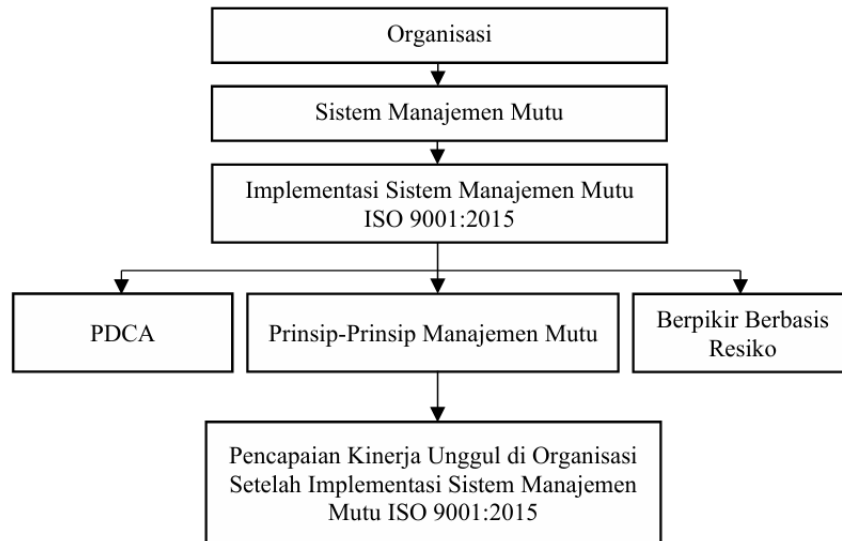 Organisasi
Sistem Manajemen Mutu
Implementasi Sistem Manajemen Mutu
ISO 9001:2015
PDCA
Prinsip-Prinsip Manajemen Mutu
Berpikir Berbasis
Resiko
Pencapaian Kinerja Unggul di Organisasi
Setelah Implementasi Sistem Manajemen
Mutu ISO 9001:2015